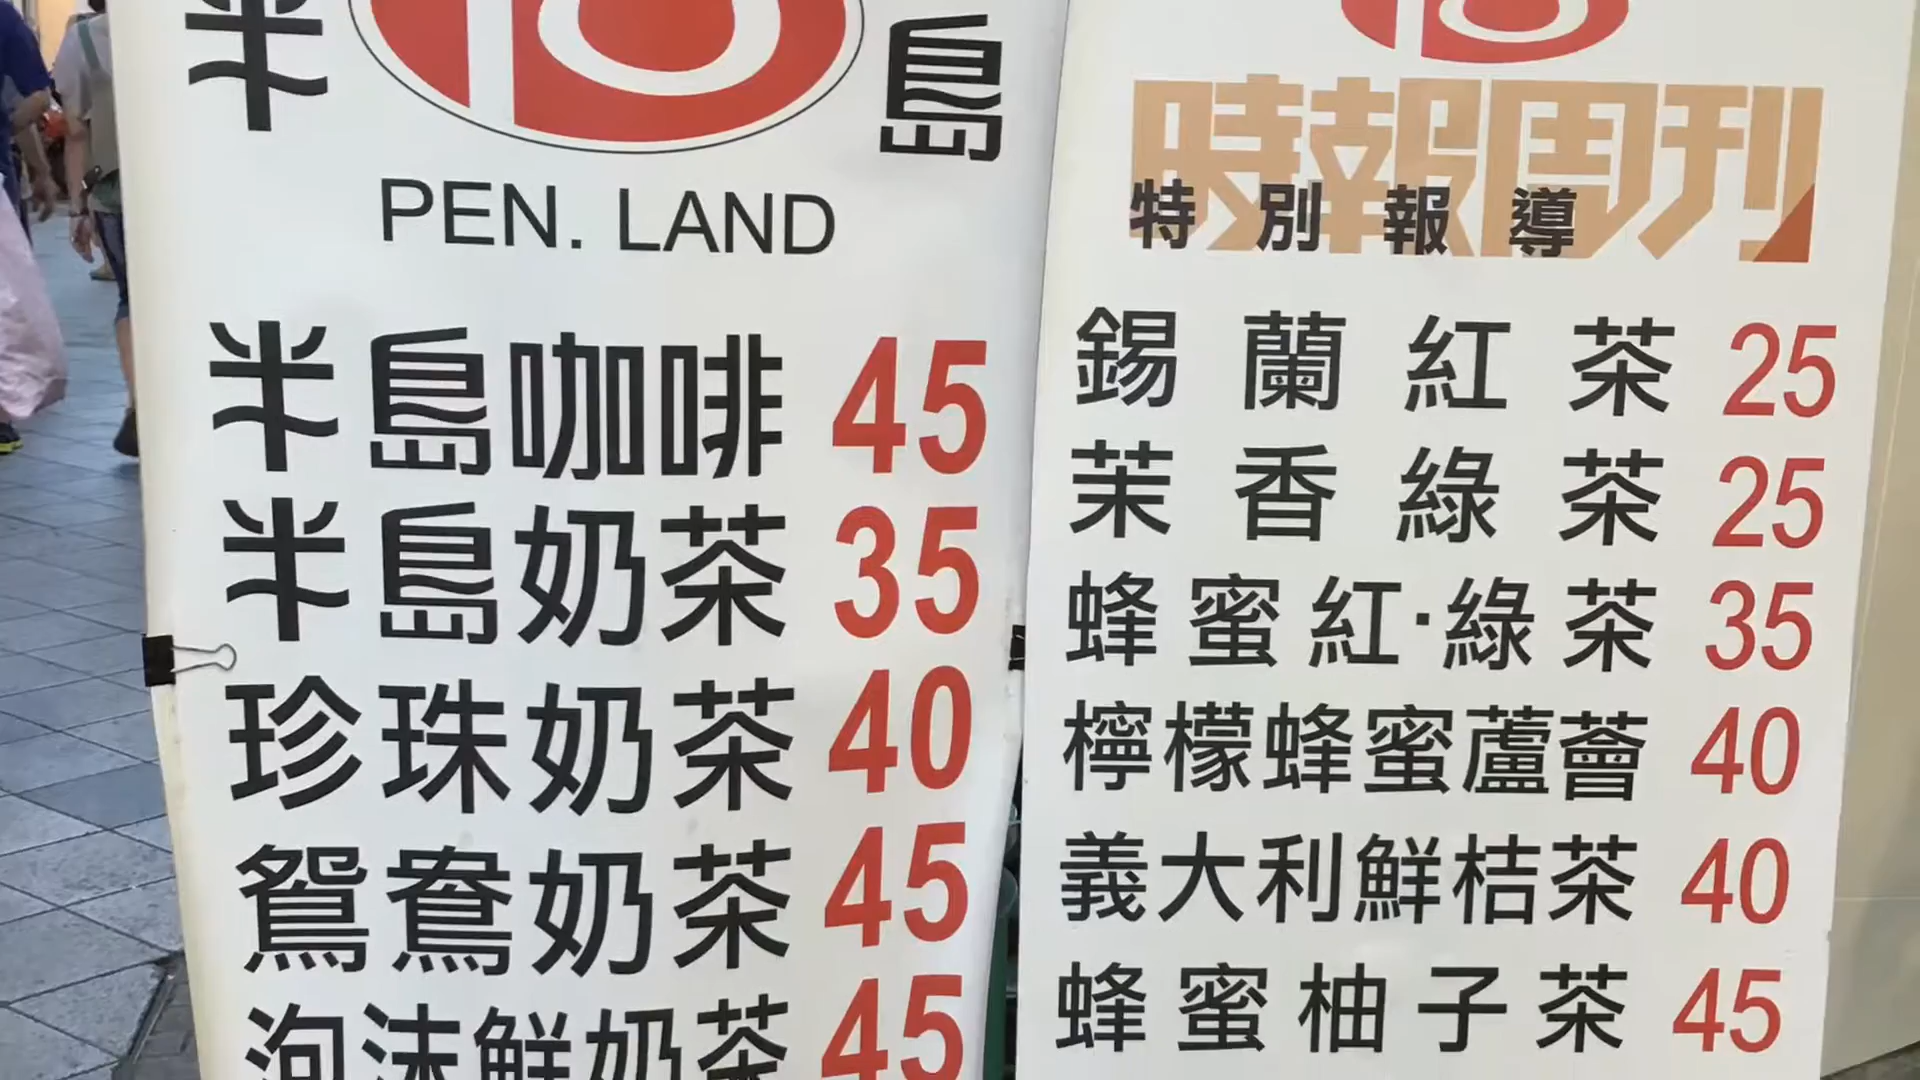 半島
PEN. LAND
半島咖啡 45
半島奶茶 35
珍珠奶茶 40
鴛鴦奶茶 45
泡沫鮮奶茶 45
時報周刊
特別報導
錫蘭紅茶 25
茉香綠茶 25
蜂蜜紅·綠茶 35
檸檬蜂蜜蘆薈 40
義大利鮮桔茶 40
蜂蜜柚子茶 45